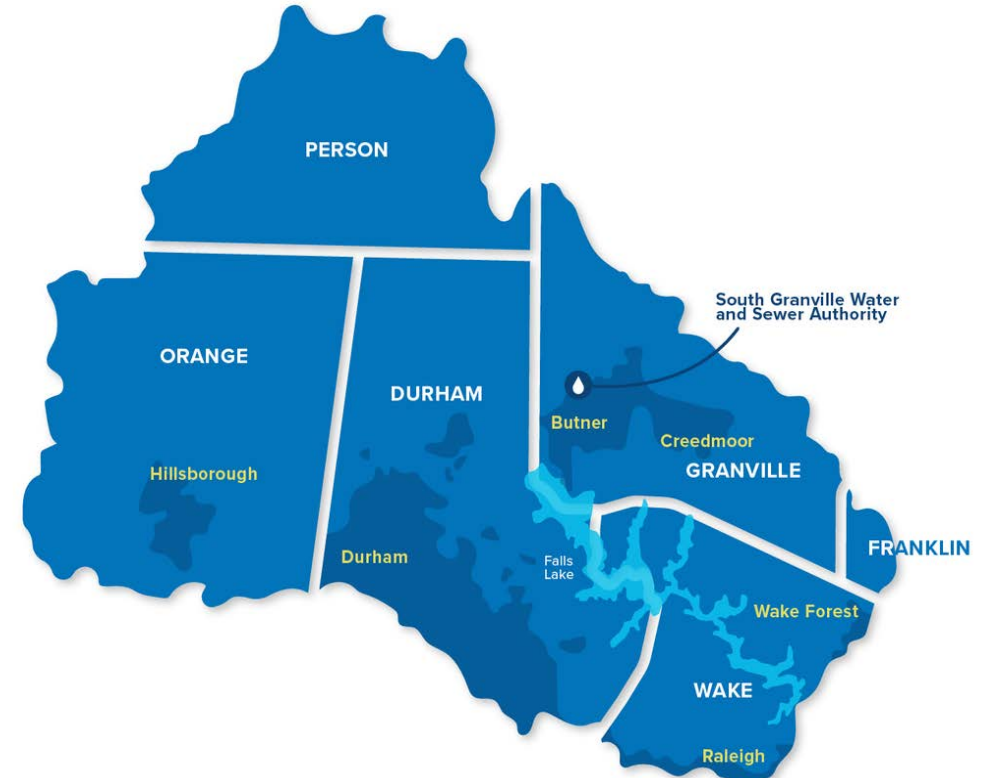 PERSON
South Granville Water
and Sewer Authority
ORANGE
DURHAM
Butner
Creedmoor
GRANVILLE
Hillsborough
FRANKLIN
Durham
Falls
Lake
Wake Forest
WAKE
Raleigh